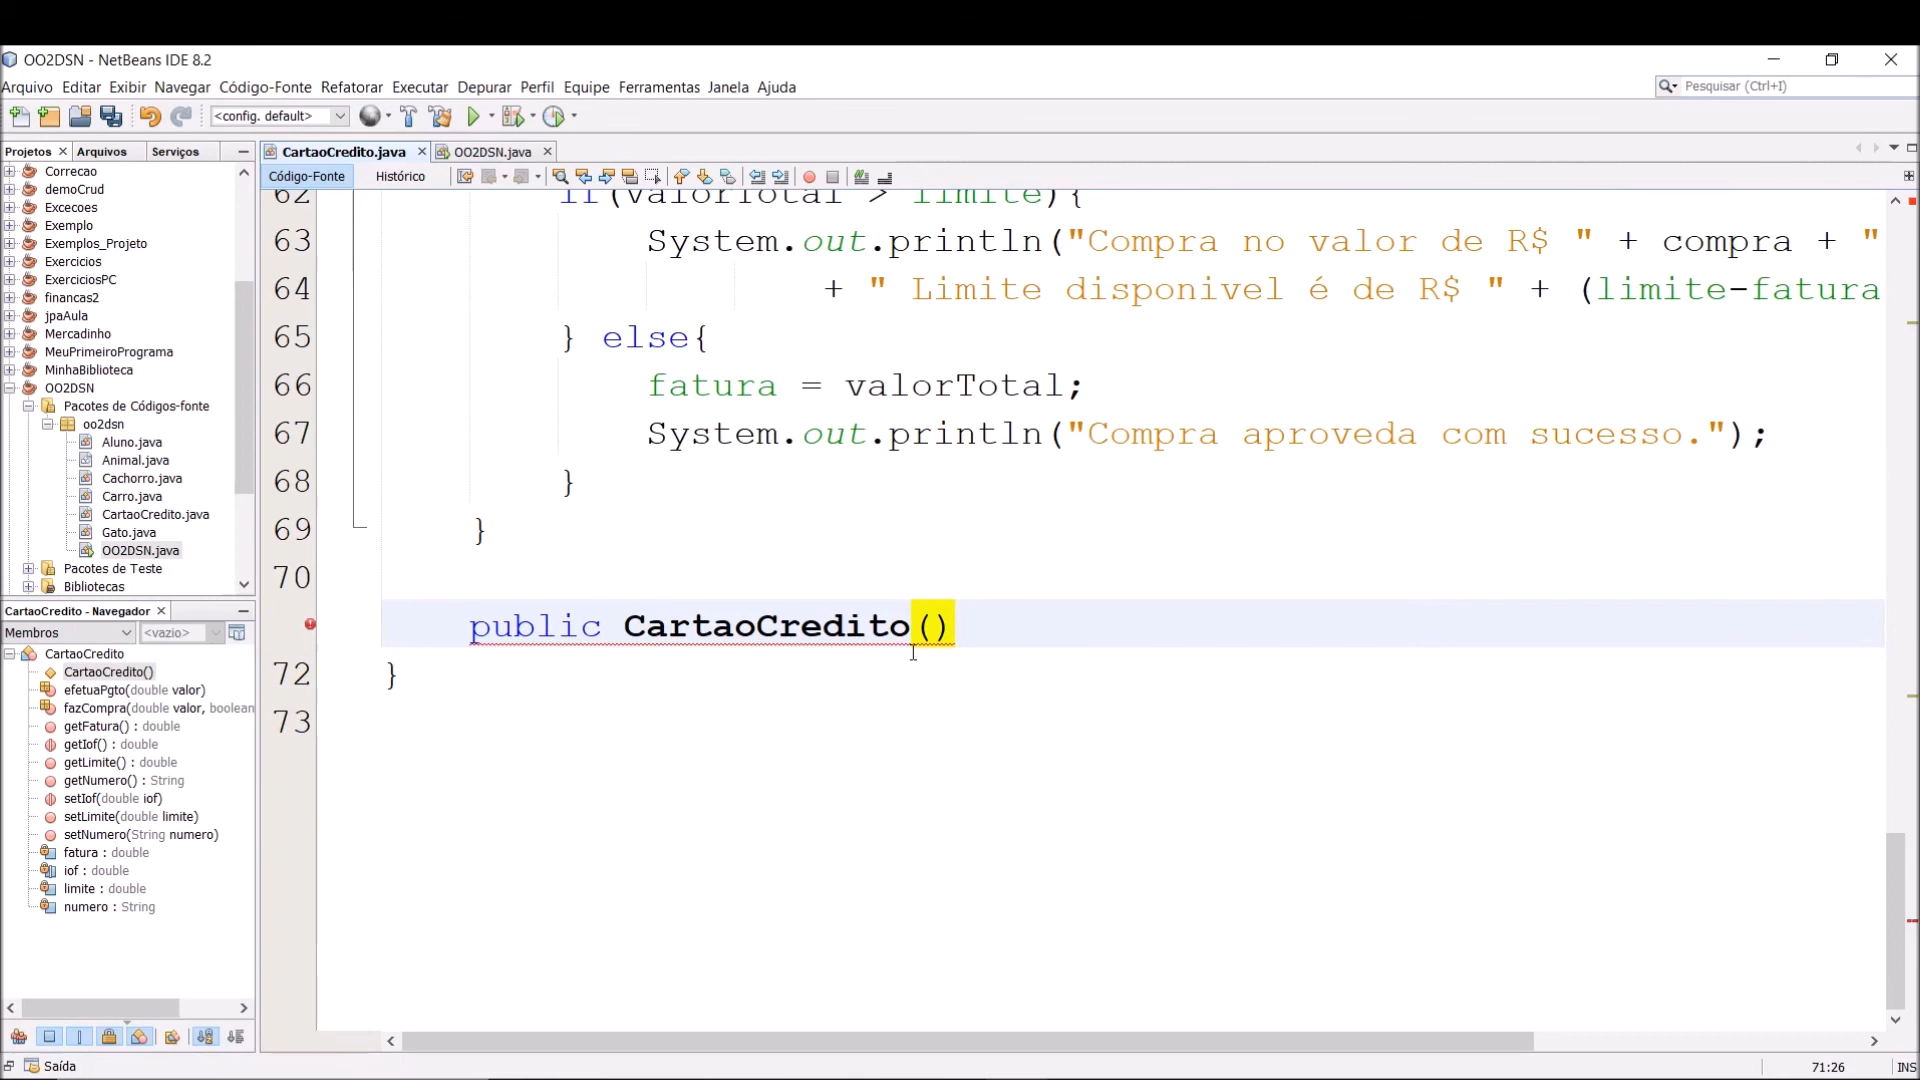 OO2DSN - NetBeans IDE 8.2
Arquivo Editar Exibir Navegar Código-Fonte Refatorar Executar Depurar Perfil Equipe Ferramentas Janela Ajuda
Pesquisar (Ctrl+I)
<config. default>
Projetos Arquivos Serviços
CartaoCredito.java OO2DSN.java
Código-Fonte Histórico
Correcao
demoCrud
Excecoes
Exemplo
Exemplos_Projeto
Exercicios
ExerciciosPC
financas2
jpaAula
Mercadinho
MeuPrimeiroPrograma
MinhaBiblioteca
OO2DSN
Pacotes de Códigos-fonte
oo2dsn
Aluno.java
Animal.java
Cachorro.java
Carro.java
CartaoCredito.java
Gato.java
OO2DSN.java
Pacotes de Teste
Bibliotecas
CartaoCredito - Navegador
Membros <vazio>
CartaoCredito
CartaoCredito()
efetuaPgto(double valor)
fazCompra(double valor, boolean
getFatura() : double
getIof() : double
getLimite() : double
getNumero() : String
setIof(double iof)
setLimite(double limite)
setNumero(String numero)
fatura : double
iof : double
limite : double
numero : String
62 if(valorTotal > limite){
63 System.out.println("Compra no valor de R$ " + compra + "
64 + " Limite disponivel é de R$ " + (limite-fatura
65 } else{
66 fatura = valorTotal;
67 System.out.println("Compra aproveda com sucesso.");
68 }
69 }
70
public CartaoCredito()
72 }
73
Saída
71:26 INS